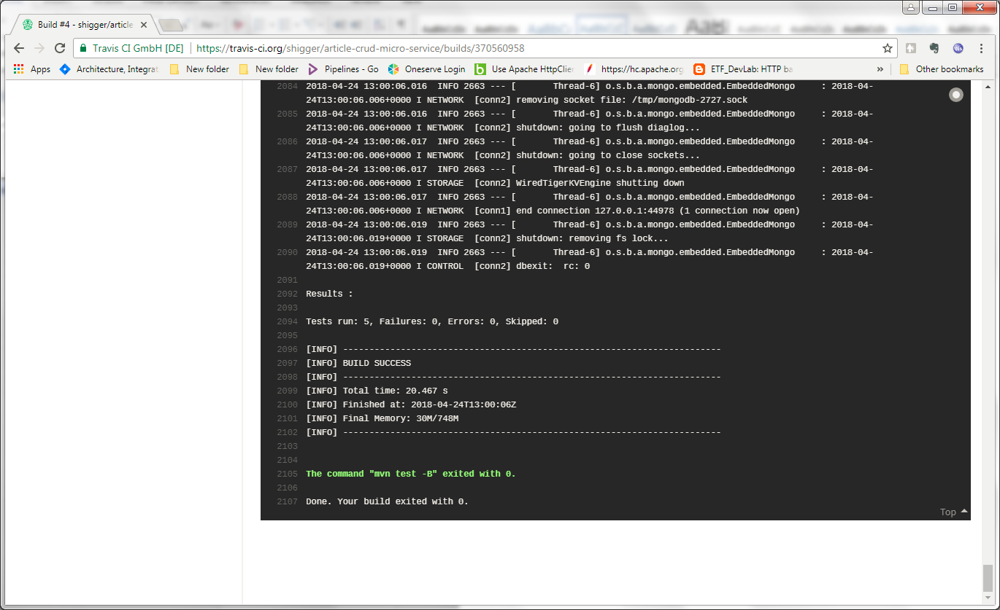 Build #4 - shigger/article
Travis CI GmbH [DE] https://travis-ci.org/shigger/article-crud-micro-service/builds/370560958
Apps Architecture, Integrat New folder New folder Pipelines - Go Oneserve Login Use Apache HttpClien https://hc.apache.org ETF_DevLab: HTTP ba » Other bookmarks
2084 2018-04-24 13:00:06.016  INFO 2663 --- [       Thread-6] o.s.b.a.mongo.embedded.EmbeddedMongo     : 2018-04-
24T13:00:06.006+0000 I NETWORK  [conn2] removing socket file: /tmp/mongodb-2727.sock
2085 2018-04-24 13:00:06.016  INFO 2663 --- [       Thread-6] o.s.b.a.mongo.embedded.EmbeddedMongo     : 2018-04-
24T13:00:06.006+0000 I NETWORK  [conn2] shutdown: going to flush diaglog...
2086 2018-04-24 13:00:06.017  INFO 2663 --- [       Thread-6] o.s.b.a.mongo.embedded.EmbeddedMongo     : 2018-04-
24T13:00:06.006+0000 I NETWORK  [conn2] shutdown: going to close sockets...
2087 2018-04-24 13:00:06.017  INFO 2663 --- [       Thread-6] o.s.b.a.mongo.embedded.EmbeddedMongo     : 2018-04-
24T13:00:06.006+0000 I STORAGE  [conn2] WiredTigerKVEngine shutting down
2088 2018-04-24 13:00:06.017  INFO 2663 --- [       Thread-6] o.s.b.a.mongo.embedded.EmbeddedMongo     : 2018-04-
24T13:00:06.006+0000 I NETWORK  [conn1] end connection 127.0.0.1:44978 (1 connection now open)
2089 2018-04-24 13:00:06.019  INFO 2663 --- [       Thread-6] o.s.b.a.mongo.embedded.EmbeddedMongo     : 2018-04-
24T13:00:06.019+0000 I STORAGE  [conn2] shutdown: removing fs lock...
2090 2018-04-24 13:00:06.019  INFO 2663 --- [       Thread-6] o.s.b.a.mongo.embedded.EmbeddedMongo     : 2018-04-
24T13:00:06.019+0000 I CONTROL  [conn2] dbexit:  rc: 0
2091
2092 Results :
2093
2094 Tests run: 5, Failures: 0, Errors: 0, Skipped: 0
2095
2096 [INFO] ------------------------------------------------------------------------
2097 [INFO] BUILD SUCCESS
2098 [INFO] ------------------------------------------------------------------------
2099 [INFO] Total time: 20.467 s
2100 [INFO] Finished at: 2018-04-24T13:00:06Z
2101 [INFO] Final Memory: 30M/748M
2102 [INFO] ------------------------------------------------------------------------
2103
2104
2105 The command "mvn test -B" exited with 0.
2106
2107 Done. Your build exited with 0.
Top